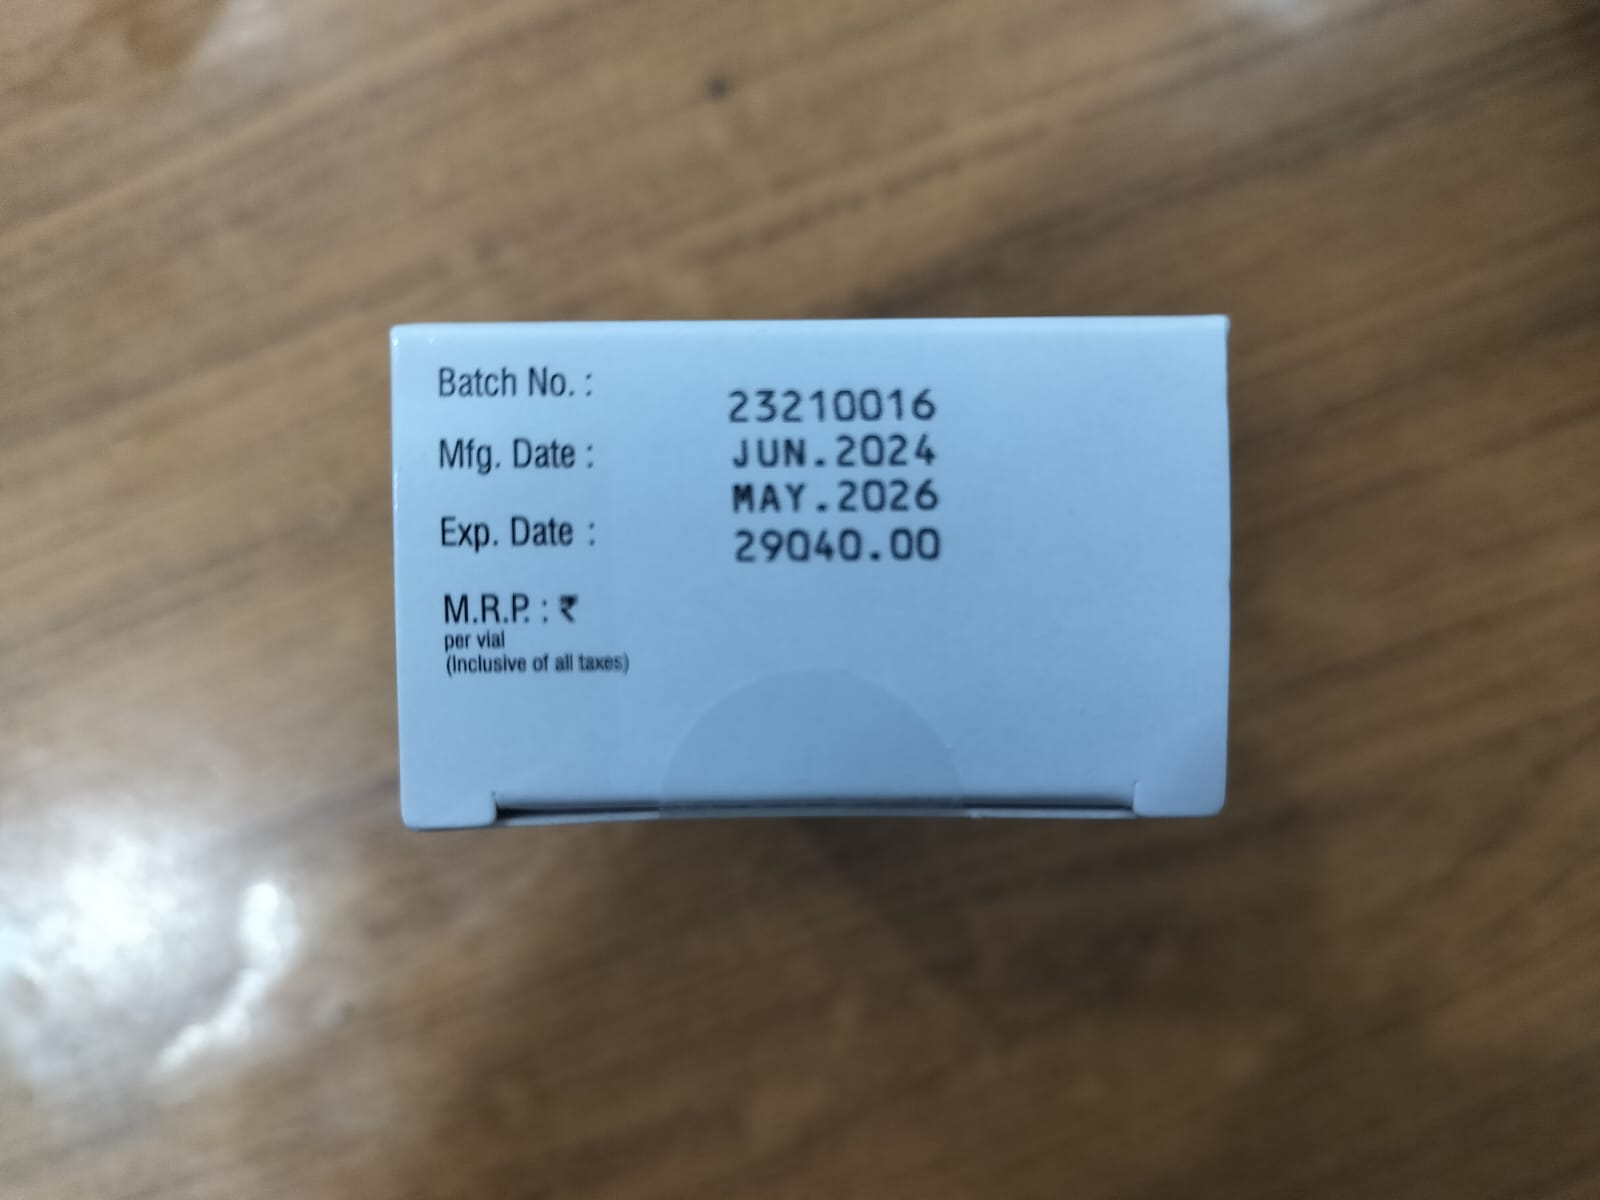 Batch No. : 23210016
Mfg. Date : JUN.2024
Exp. Date : MAY.2026
M.R.P. : ₹ 29040.00
per vial
(Inclusive of all taxes)